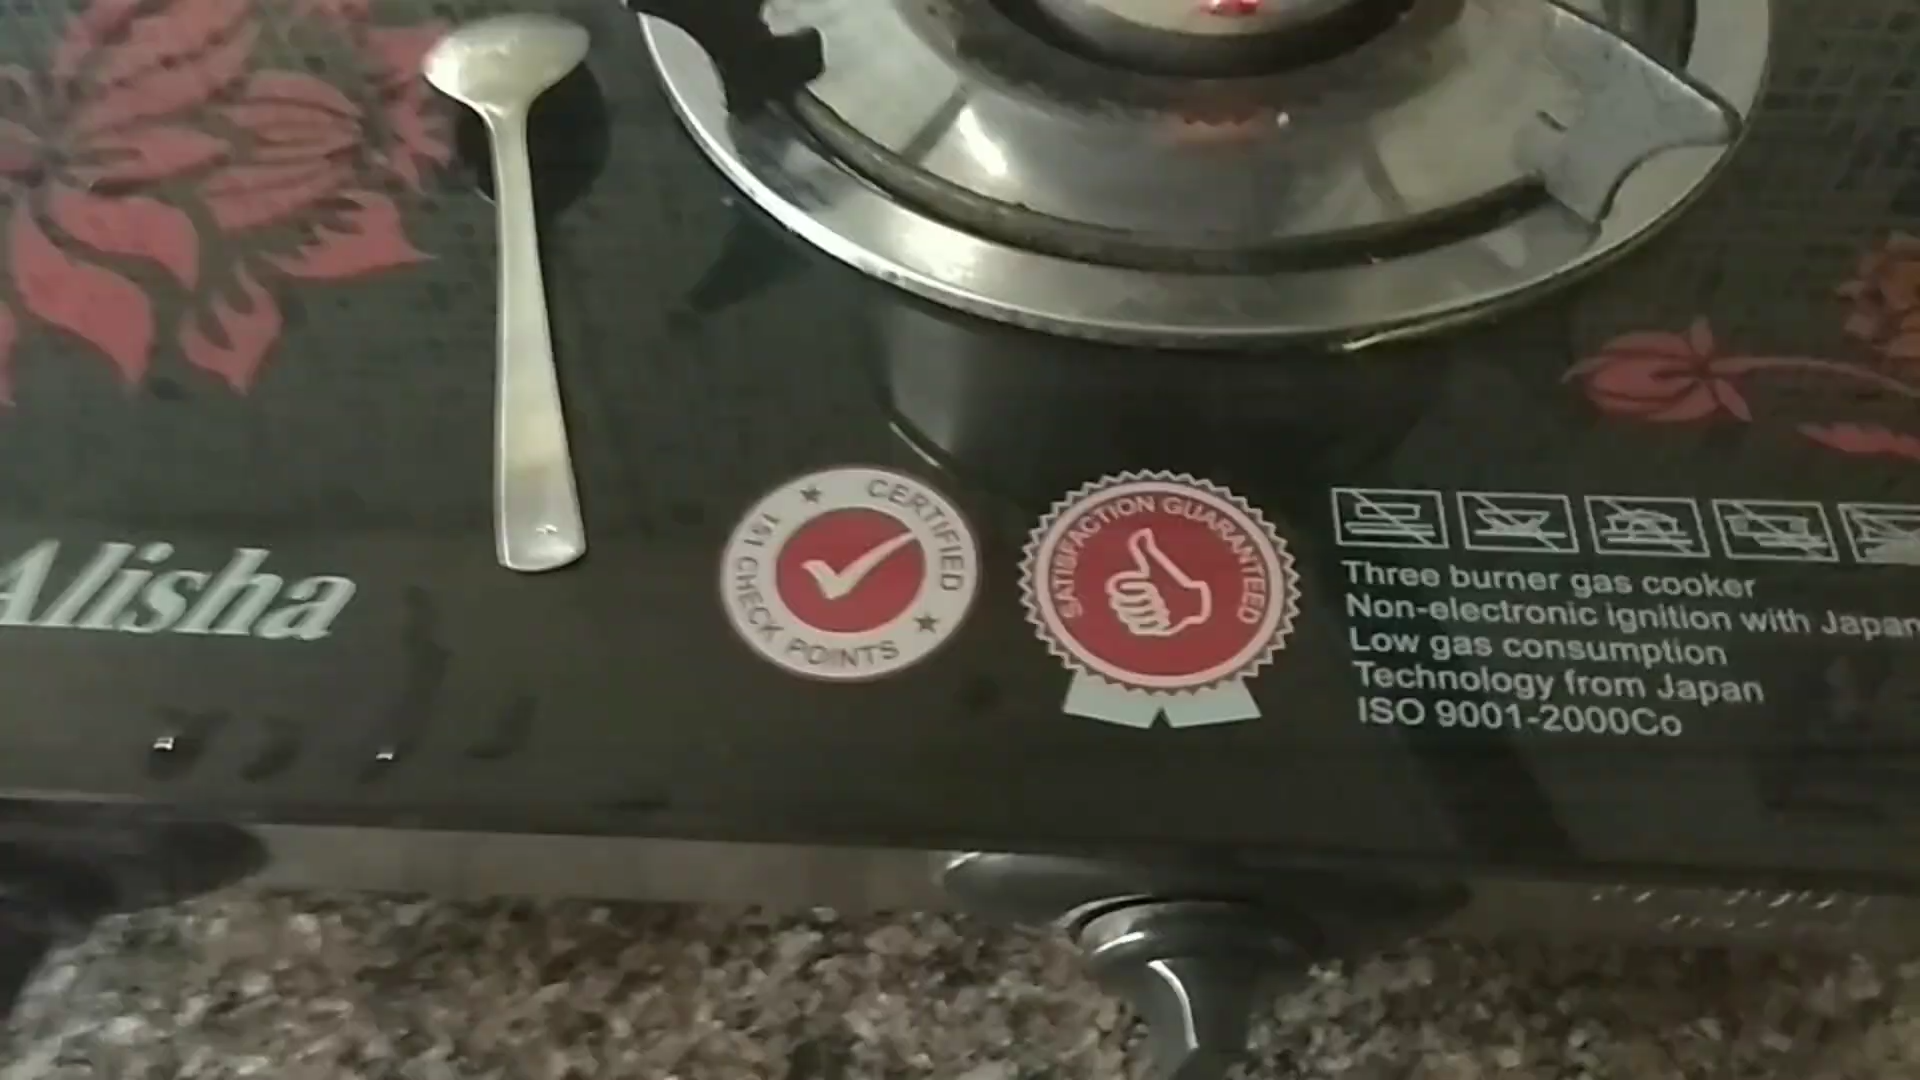 Alisha
CERTIFIED
151 CHECK POINTS
SATISFACTION GUARANTEED
Three burner gas cooker
Non-electronic ignition with Japan
Low gas consumption
Technology from Japan
ISO 9001-2000Co